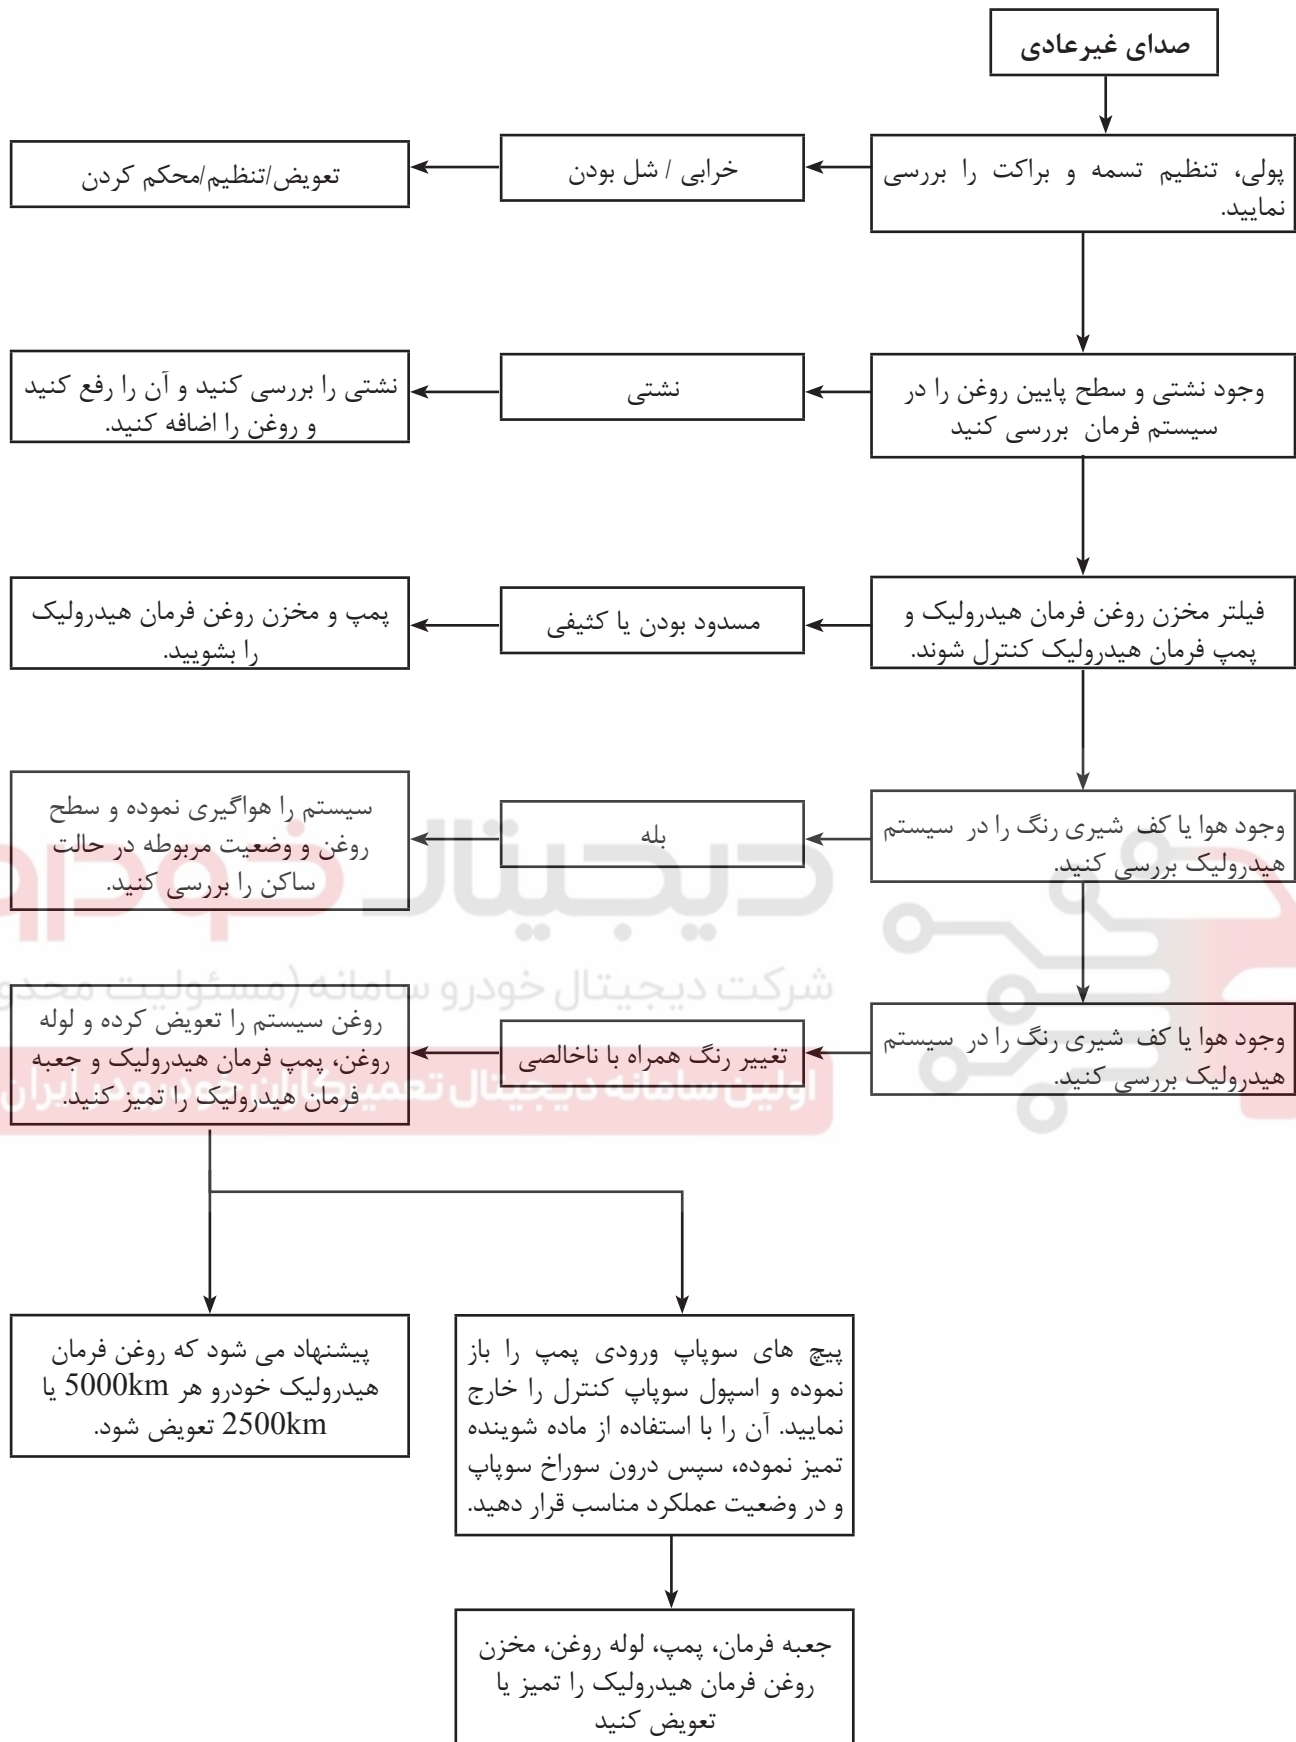 صدای غیرعادی
پولی، تنظیم تسمه و براکت را بررسی
نمایید.
خرابی / شل بودن
تعویض/تنظیم/محکم کردن
وجود نشتی و سطح پایین روغن را در
سیستم فرمان بررسی کنید
نشتی
نشتی را بررسی کنید و آن را رفع کنید
و روغن را اضافه کنید.
فیلتر مخزن روغن فرمان هیدرولیک و
پمپ فرمان هیدرولیک کنترل شوند.
مسدود بودن یا کثیفی
پمپ و مخزن روغن فرمان هیدرولیک
را بشویید.
وجود هوا یا کف شیری رنگ را در سیستم
هیدرولیک بررسی کنید.
بله
سیستم را هواگیری نموده و سطح
روغن و وضعیت مربوطه در حالت
ساکن را بررسی کنید.
دیجیتال خودرو
شرکت دیجیتال خودرو سامانه (مسئولیت محدو
وجود هوا یا کف شیری رنگ را در سیستم
هیدرولیک بررسی کنید.
تغییر رنگ همراه با ناخالصی
روغن سیستم را تعویض کرده و لوله
روغن، پمپ فرمان هیدرولیک و جعبه
فرمان هیدرولیک را تمیز کنید.
اولین سامانه دیجیتال تعمیرکاران خودرو در ایران
پیچ های سوپاپ ورودی پمپ را باز
نموده و اسپول سوپاپ کنترل را خارج
نمایید. آن را با استفاده از ماده شوینده
تمیز نموده، سپس درون سوراخ سوپاپ
و در وضعیت عملکرد مناسب قرار دهید.
پیشنهاد می شود که روغن فرمان
هیدرولیک خودرو هر 5000km یا
2500km تعویض شود.
جعبه فرمان، پمپ، لوله روغن، مخزن
روغن فرمان هیدرولیک را تمیز یا
تعویض کنید